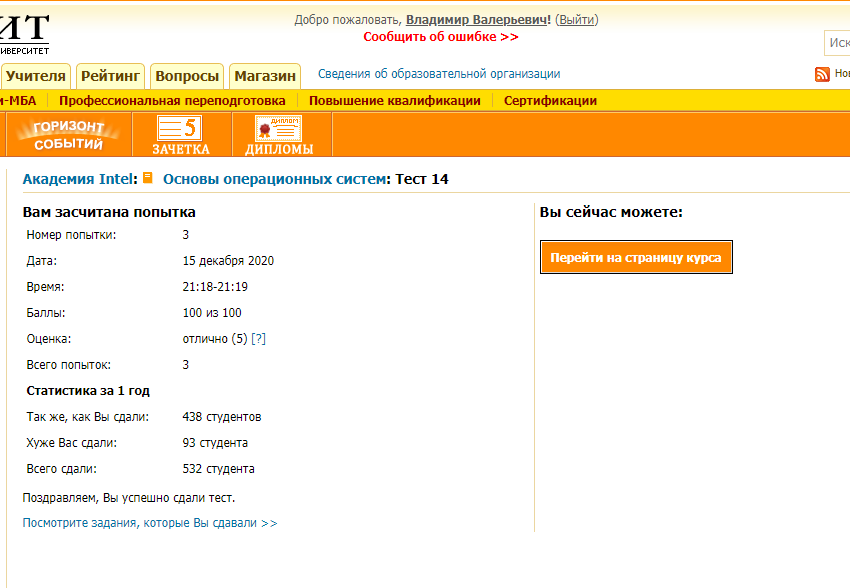 ИТ
ИВЕРСИТЕТ
Добро пожаловать, Владимир Валерьевич! (Выйти)
Сообщить об ошибке >>
Иск
Учителя
Рейтинг
Вопросы
Магазин
Сведения об образовательной организации
Нов
и-МБА
Профессиональная переподготовка
Повышение квалификации
Сертификации
ГОРИЗОНТ
СОБЫТИЙ
5
ЗАЧЕТКА
ДИПЛОМ
ДИПЛОМЫ
Академия Intel: Основы операционных систем: Тест 14
Вам засчитана попытка
Номер попытки: 3
Дата: 15 декабря 2020
Время: 21:18-21:19
Баллы: 100 из 100
Оценка: отлично (5) [?]
Всего попыток: 3
Статистика за 1 год
Так же, как Вы сдали: 438 студентов
Хуже Вас сдали: 93 студента
Всего сдали: 532 студента
Поздравляем, Вы успешно сдали тест.
Посмотрите задания, которые Вы сдавали >>
Вы сейчас можете:
Перейти на страницу курса